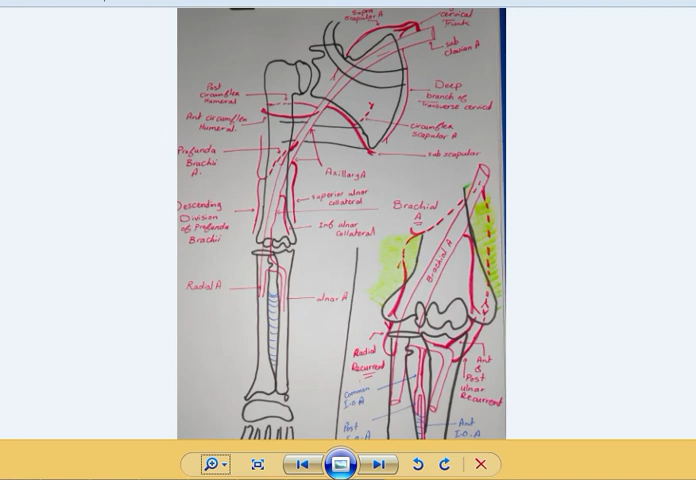 Supra
scapular A
cervical
Trunk
sub
clavian A
Post
circumflex
Humeral
Deep
branch of
Transverse cervical
Ant circumflex
Humeral.
circumflex
scapular A
Profunda
Brachii
A.
sub scapular
Axillary A
superior ulnar
collateral
Descending
Division
of Profunda
Brachii
Inf ulnar
collateral
Brachial
A
Brachial A
Radial A
ulnar A
Radial
Recurrent
Ant
&
Post
ulnar
Recurrent
Common
I.O.A
Post
I.O.A
Ant
I.O.A